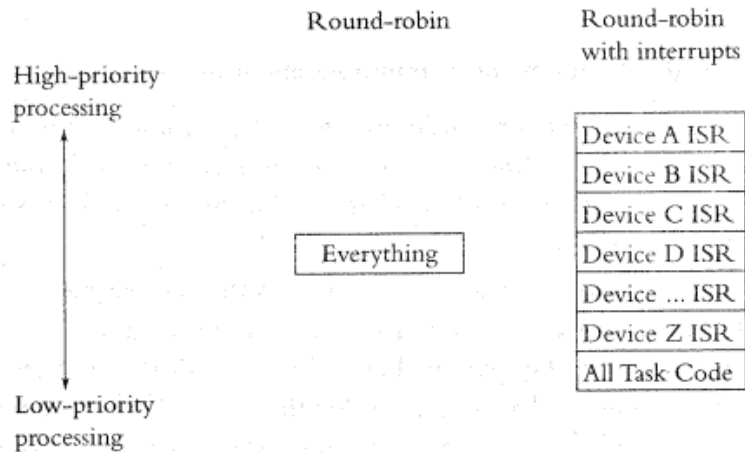 Round-robin
Round-robin
with interrupts
High-priority
processing
Device A ISR
Device B ISR
Device C ISR
Device D ISR
Everything
Device ... ISR
Device Z ISR
All Task Code
Low-priority
processing